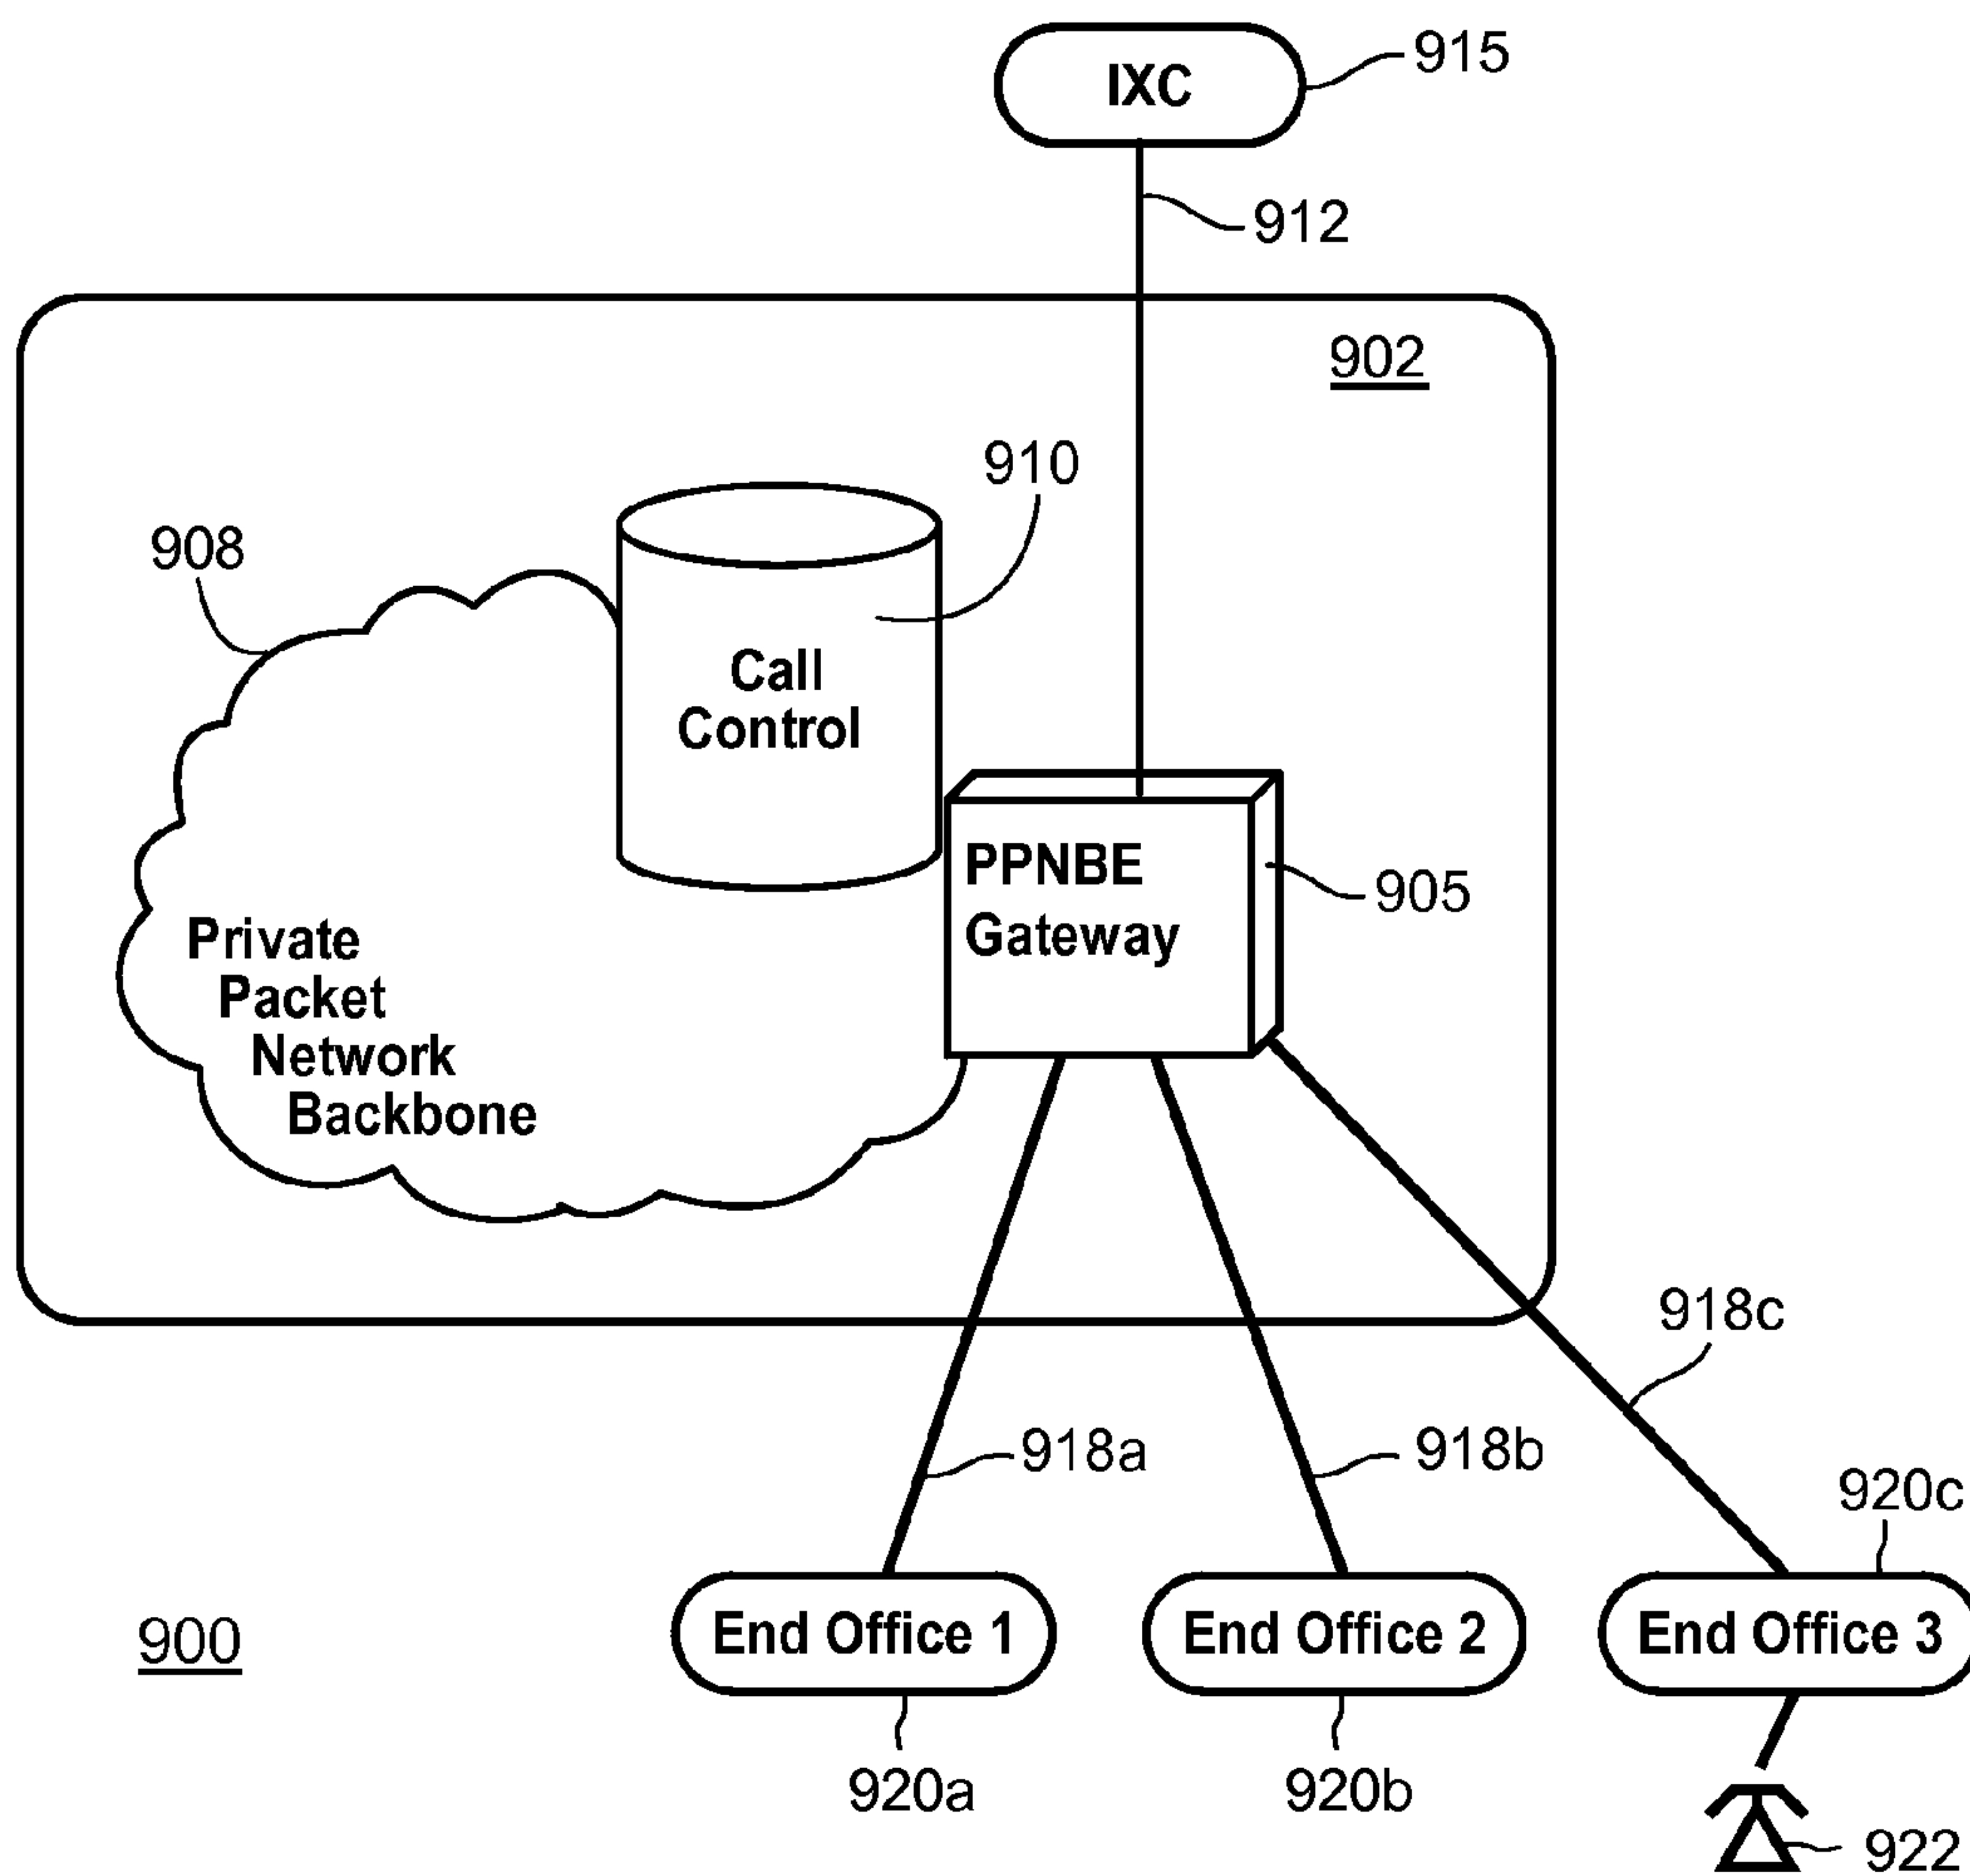 IXC
915
912
902
910
908
Call
Control
PPNBE
Gateway
905
Private
Packet
Network
Backbone
918c
918a
918b
920c
End Office 1
End Office 2
End Office 3
900
920a
920b
922